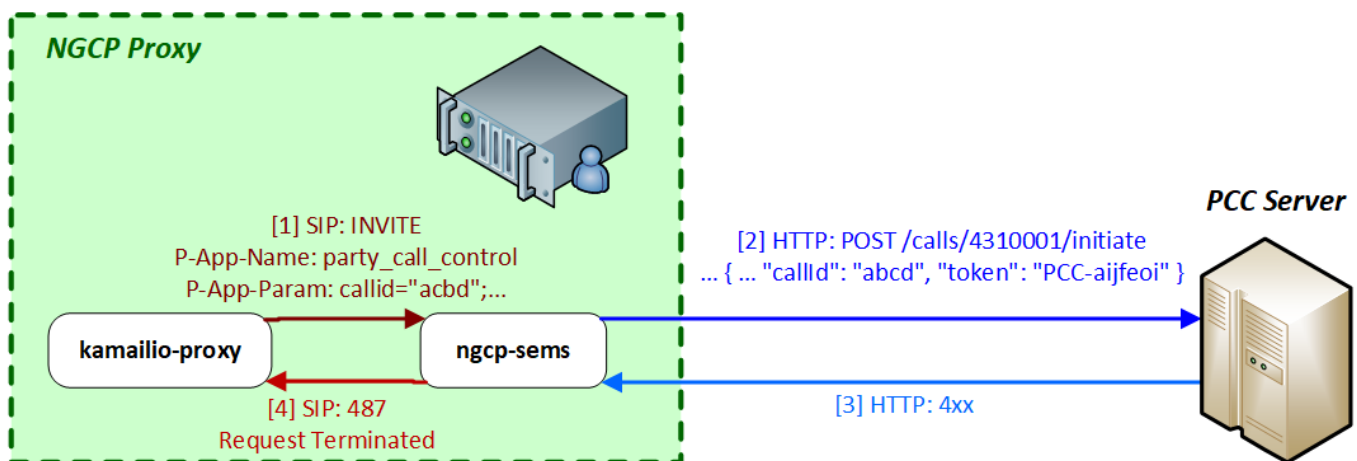 NGCP Proxy
[1] SIP: INVITE
P-App-Name: party_call_control
P-App-Param: callid="acbd";...
kamailio-proxy
ngcp-sems
[4] SIP: 487
Request Terminated
[2] HTTP: POST /calls/4310001/initiate
... { ... "callId": "abcd", "token": "PCC-aijfeoi" }
[3] HTTP: 4xx
PCC Server